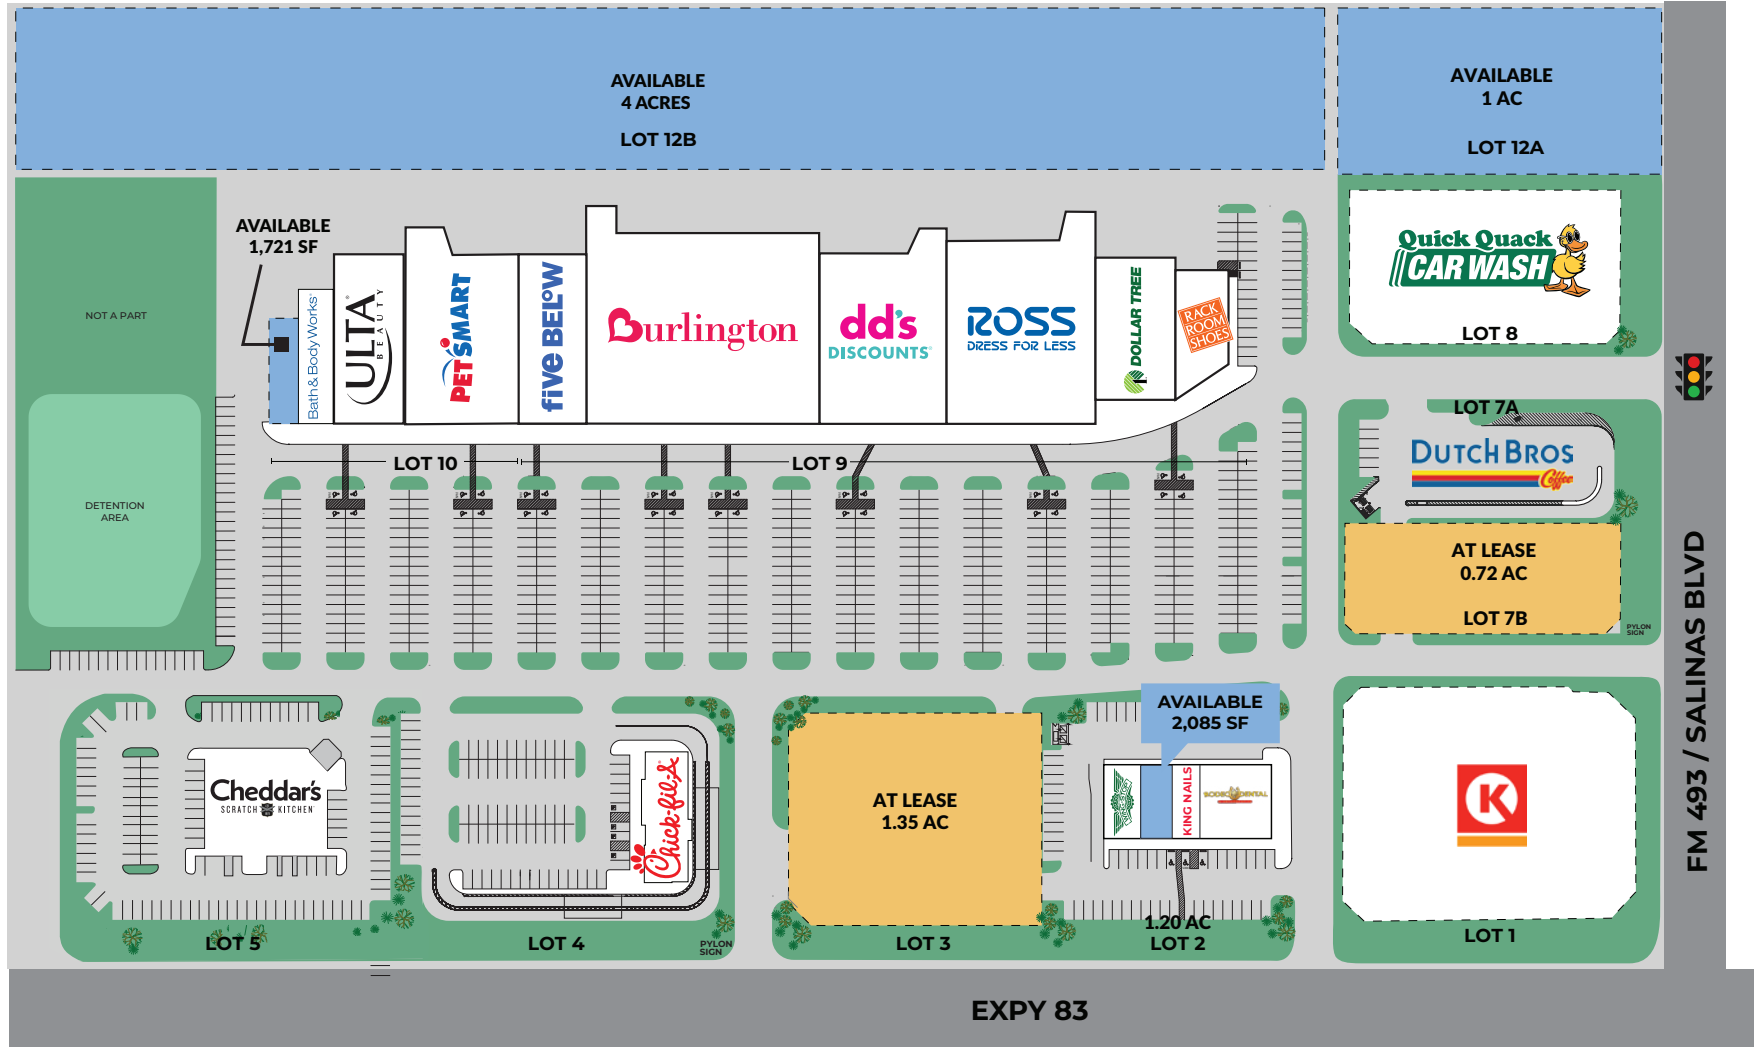 AVAILABLE
4 ACRES
LOT 12B
AVAILABLE
1 AC
LOT 12A
NOT A PART
DETENTION
AREA
AVAILABLE
1,721 SF
Bath & Body Works
ULTA
BEAUTY
PETSMART
five BELOW
Burlington
dd's
DISCOUNTS
ROSS
DRESS FOR LESS
DOLLAR TREE
RACK
ROOM
SHOES
LOT 10
LOT 9
Quick Quack
CAR WASH
LOT 8
LOT 7A
DUTCH BROS
Coffee
AT LEASE
0.72 AC
LOT 7B
PYLON
SIGN
FM 493 / SALINAS BLVD
Cheddar's
SCRATCH KITCHEN
LOT 5
Chick-fil-A
LOT 4
PYLON
SIGN
AT LEASE
1.35 AC
LOT 3
AVAILABLE
2,085 SF
KING NAILS
RODEO DENTAL
1.20 AC
LOT 2
K
LOT 1
EXPY 83